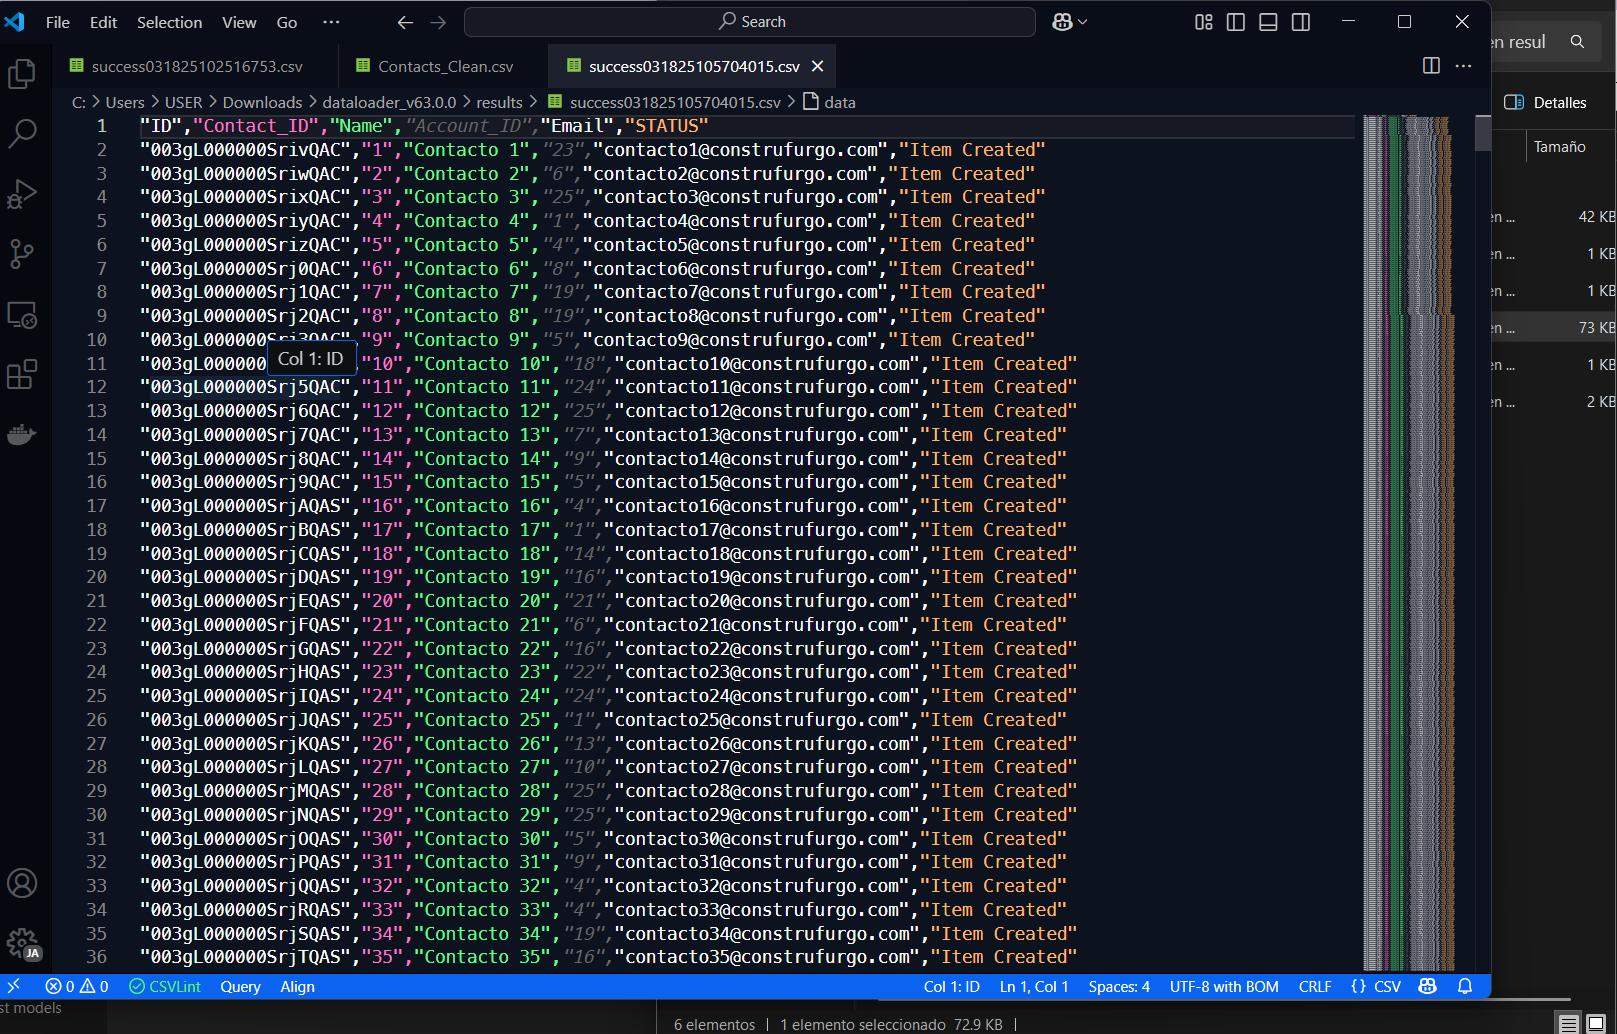 File Edit Selection View Go ··· Search
success031825102516753.csv Contacts_Clean.csv success031825105704015.csv
C: > Users > USER > Downloads > dataloader_v63.0.0 > results > success031825105704015.csv > data
1 "ID","Contact_ID","Name","Account_ID","Email","STATUS"
2 "003gL000000SrivQAC","1","Contacto 1","23","contacto1@construfurgo.com","Item Created"
3 "003gL000000SriwQAC","2","Contacto 2","6","contacto2@construfurgo.com","Item Created"
4 "003gL000000SrixQAC","3","Contacto 3","25","contacto3@construfurgo.com","Item Created"
5 "003gL000000SriyQAC","4","Contacto 4","1","contacto4@construfurgo.com","Item Created"
6 "003gL000000SrizQAC","5","Contacto 5","4","contacto5@construfurgo.com","Item Created"
7 "003gL000000Srj0QAC","6","Contacto 6","8","contacto6@construfurgo.com","Item Created"
8 "003gL000000Srj1QAC","7","Contacto 7","19","contacto7@construfurgo.com","Item Created"
9 "003gL000000Srj2QAC","8","Contacto 8","19","contacto8@construfurgo.com","Item Created"
10 "003gL000000Srj3QAC","9","Contacto 9","5","contacto9@construfurgo.com","Item Created"
Col 1: ID
11 "003gL000000 "10","Contacto 10","18","contacto10@construfurgo.com","Item Created"
12 "003gL000000Srj5QAC","11","Contacto 11","24","contacto11@construfurgo.com","Item Created"
13 "003gL000000Srj6QAC","12","Contacto 12","25","contacto12@construfurgo.com","Item Created"
14 "003gL000000Srj7QAC","13","Contacto 13","7","contacto13@construfurgo.com","Item Created"
15 "003gL000000Srj8QAC","14","Contacto 14","9","contacto14@construfurgo.com","Item Created"
16 "003gL000000Srj9QAC","15","Contacto 15","5","contacto15@construfurgo.com","Item Created"
17 "003gL000000SrjAQAS","16","Contacto 16","4","contacto16@construfurgo.com","Item Created"
18 "003gL000000SrjBQAS","17","Contacto 17","1","contacto17@construfurgo.com","Item Created"
19 "003gL000000SrjCQAS","18","Contacto 18","14","contacto18@construfurgo.com","Item Created"
20 "003gL000000SrjDQAS","19","Contacto 19","16","contacto19@construfurgo.com","Item Created"
21 "003gL000000SrjEQAS","20","Contacto 20","21","contacto20@construfurgo.com","Item Created"
22 "003gL000000SrjFQAS","21","Contacto 21","6","contacto21@construfurgo.com","Item Created"
23 "003gL000000SrjGQAS","22","Contacto 22","16","contacto22@construfurgo.com","Item Created"
24 "003gL000000SrjHQAS","23","Contacto 23","22","contacto23@construfurgo.com","Item Created"
25 "003gL000000SrjIQAS","24","Contacto 24","24","contacto24@construfurgo.com","Item Created"
26 "003gL000000SrjJQAS","25","Contacto 25","1","contacto25@construfurgo.com","Item Created"
27 "003gL000000SrjKQAS","26","Contacto 26","13","contacto26@construfurgo.com","Item Created"
28 "003gL000000SrjLQAS","27","Contacto 27","10","contacto27@construfurgo.com","Item Created"
29 "003gL000000SrjMQAS","28","Contacto 28","25","contacto28@construfurgo.com","Item Created"
30 "003gL000000SrjNQAS","29","Contacto 29","25","contacto29@construfurgo.com","Item Created"
31 "003gL000000SrjOQAS","30","Contacto 30","5","contacto30@construfurgo.com","Item Created"
32 "003gL000000SrjPQAS","31","Contacto 31","9","contacto31@construfurgo.com","Item Created"
33 "003gL000000SrjQQAS","32","Contacto 32","4","contacto32@construfurgo.com","Item Created"
34 "003gL000000SrjRQAS","33","Contacto 33","4","contacto33@construfurgo.com","Item Created"
35 "003gL000000SrjSQAS","34","Contacto 34","19","contacto34@construfurgo.com","Item Created"
36 "003gL000000SrjTQAS","35","Contacto 35","16","contacto35@construfurgo.com","Item Created"
JA
0 0 CSVLint Query Align Col 1: ID Ln 1, Col 1 Spaces: 4 UTF-8 with BOM CRLF {} CSV
en resul
Detalles
Tamaño
en ... 42 KB
en ... 1 KB
en ... 1 KB
en ... 73 KB
en ... 1 KB
en ... 2 KB
st models
6 elementos | 1 elemento seleccionado 72.9 KB |